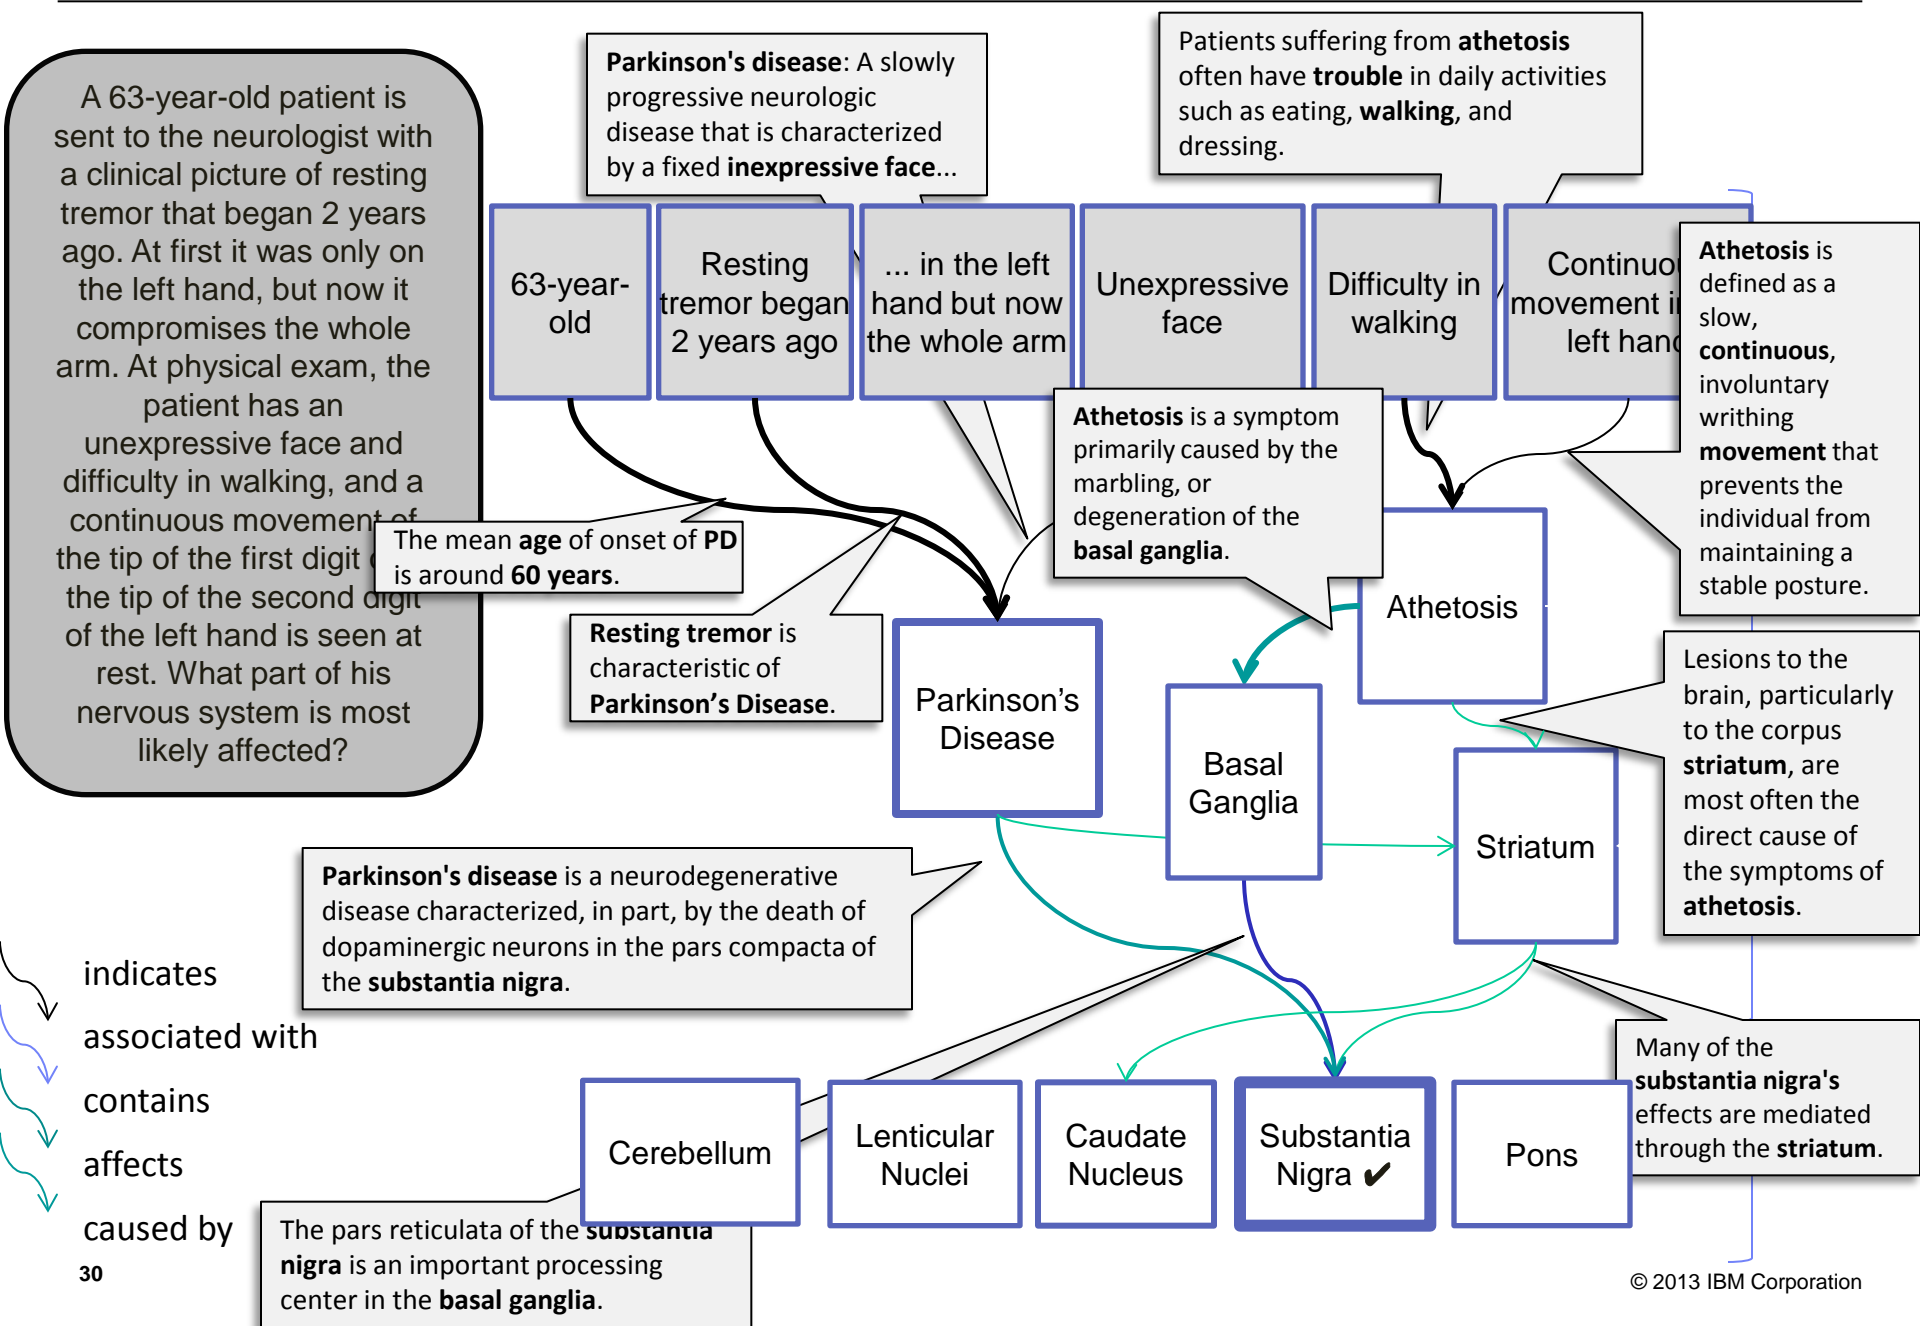 A 63-year-old patient is
sent to the neurologist with
a clinical picture of resting
tremor that began 2 years
ago. At first it was only on
the left hand, but now it
compromises the whole
arm. At physical exam, the
patient has an
unexpressive face and
difficulty in walking, and a
continuous movement of
the tip of the first digit
the tip of the second digit
of the left hand is seen at
rest. What part of his
nervous system is most
likely affected?
Parkinson's disease: A slowly
progressive neurologic
disease that is characterized
by a fixed inexpressive face...
Patients suffering from athetosis
often have trouble in daily activities
such as eating, walking, and
dressing.
63-year-
old
Resting
tremor began
2 years ago
... in the left
hand but now
the whole arm
Unexpressive
face
Difficulty in
walking
movement
left
Athetosis is
defined as a
slow,
continuous,
involuntary
writhing
movement that
prevents the
individual from
maintaining a
stable posture.
Athetosis is a symptom
primarily caused by the
marbling, or
degeneration of the
basal ganglia.
The mean age of onset of PD
is around 60 years.
Resting tremor is
characteristic of
Parkinson’s Disease.
Parkinson’s
Disease
Athetosis
Basal
Ganglia
Striatum
Lesions to the
brain, particularly
to the corpus
striatum, are
most often the
direct cause of
the symptoms of
athetosis.
Parkinson's disease is a neurodegenerative
disease characterized, in part, by the death of
dopaminergic neurons in the pars compacta of
the substantia nigra.
indicates
associated with
contains
affects
caused by
Many of the
substantia nigra's
effects are mediated
through the striatum.
Cerebellum
Lenticular
Nuclei
Caudate
Nucleus
Substantia
Nigra ✔
Pons
The pars reticulata of the substantia
nigra is an important processing
center in the basal ganglia.
30
© 2013 IBM Corporation